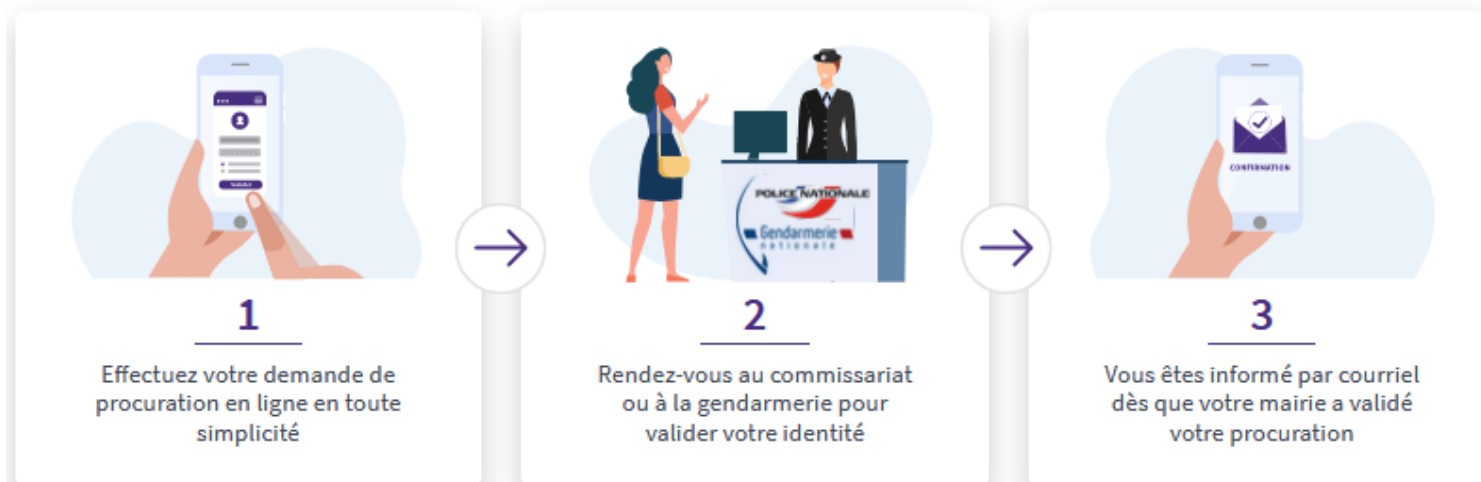 POLICE NATIONALE
Gendarmerie
nationale
CONFIRMATION
1
Effectuez votre demande de
procuration en ligne en toute
simplicité
2
Rendez-vous au commissariat
ou à la gendarmerie pour
valider votre identité
3
Vous êtes informé par courriel
dès que votre mairie a validé
votre procuration